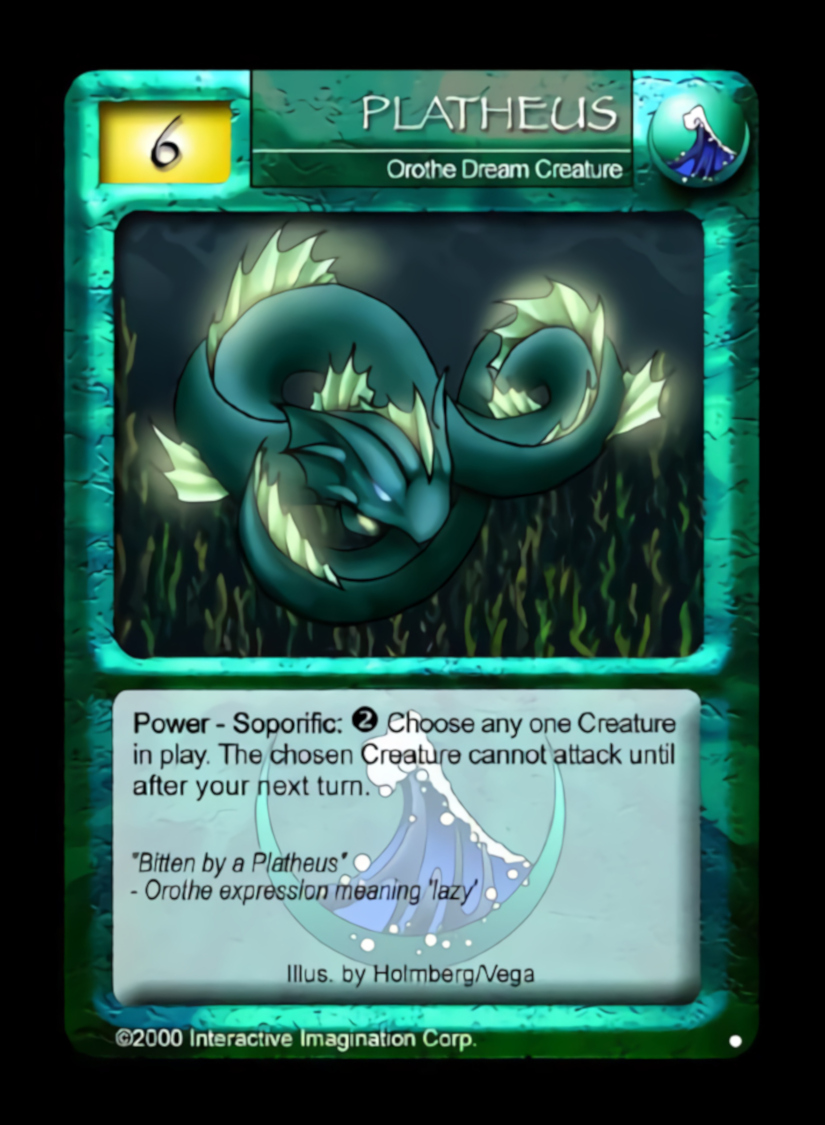 6
PLATHEUS
Orothe Dream Creature
Power - Soporific: ❷ Choose any one Creature
in play. The chosen Creature cannot attack until
after your next turn.
"Bitten by a Platheus"
- Orothe expression meaning 'lazy'
Illus. by Holmberg/Vega
©2000 Interactive Imagination Corp.